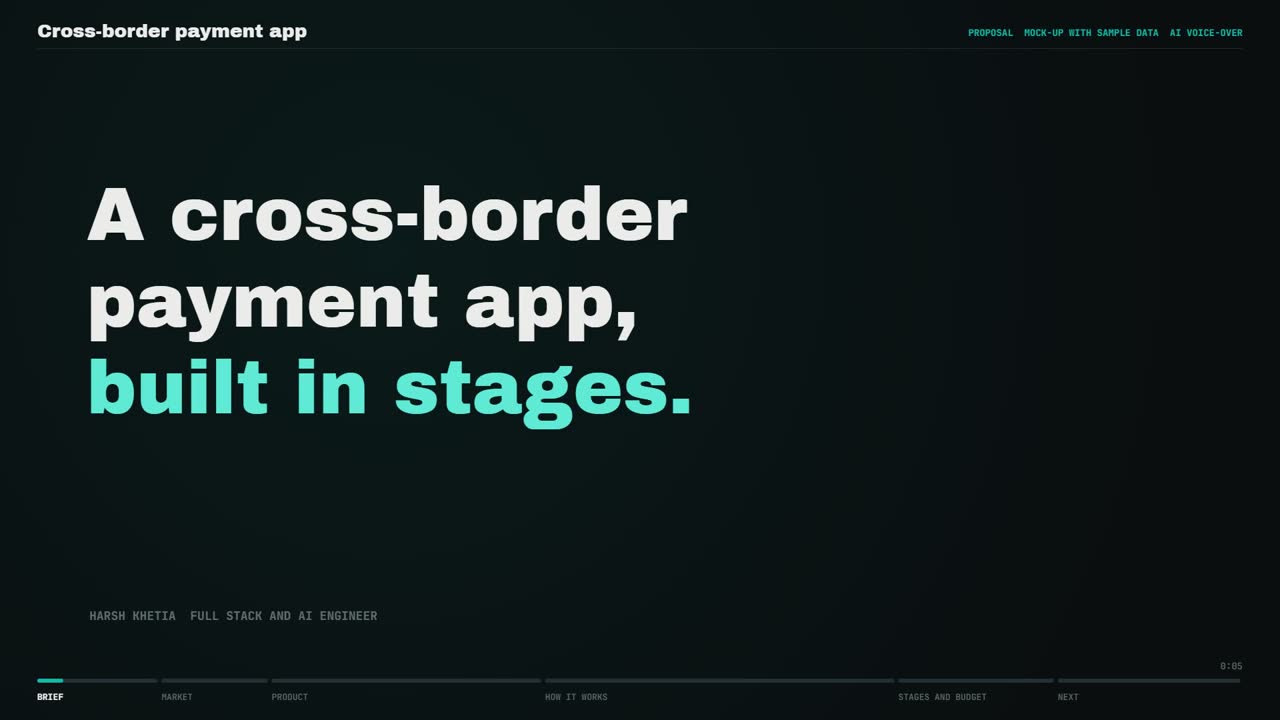 Cross-border payment app
PROPOSAL MOCK-UP WITH SAMPLE DATA AI VOICE-OVER
A cross-border
payment app,
built in stages.
HARSH KHETIA FULL STACK AND AI ENGINEER
0:05
BRIEF MARKET PRODUCT HOW IT WORKS STAGES AND BUDGET NEXT